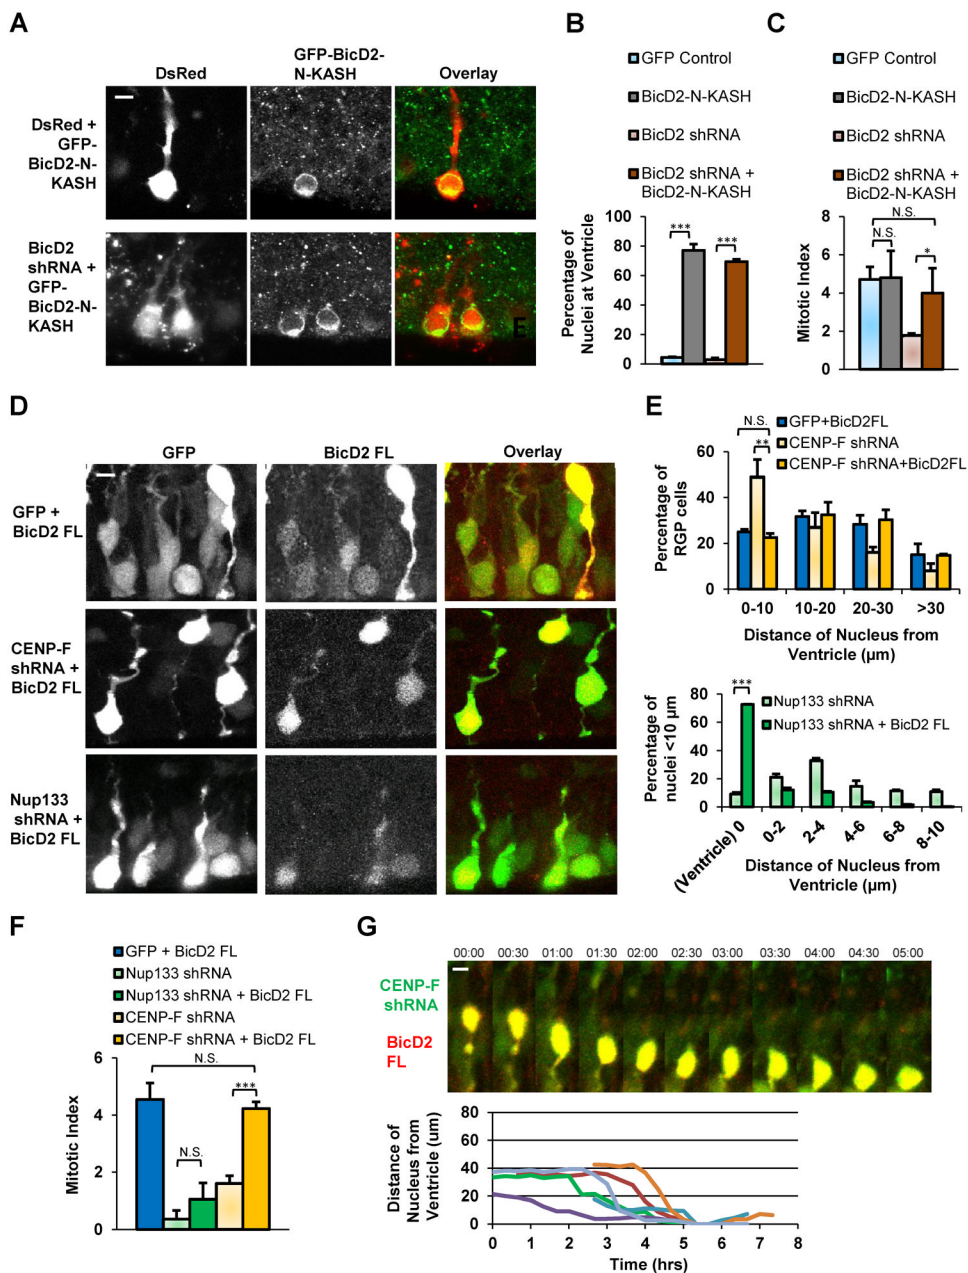 A
DsRed
GFP-BicD2-
N-KASH
Overlay
DsRed +
GFP-
BicD2-N-
KASH
BicD2
shRNA +
GFP-
BicD2-N-
KASH
E
B
GFP Control
BicD2-N-KASH
BicD2 shRNA
BicD2 shRNA +
BicD2-N-KASH
Percentage of
Nuclei at Ventricle
100
80
60
40
20
0
***
***
C
GFP Control
BicD2-N-KASH
BicD2 shRNA
BicD2 shRNA +
BicD2-N-KASH
Mitotic Index
6
4
2
0
N.S.
N.S.
*
D
GFP
BicD2 FL
Overlay
GFP +
BicD2 FL
CENP-F
shRNA +
BicD2 FL
Nup133
shRNA +
BicD2 FL
E
GFP+BicD2FL
CENP-F shRNA
CENP-F shRNA+BicD2FL
N.S.
**
Percentage of
RGP cells
60
40
20
0
0-10
10-20
20-30
>30
Distance of Nucleus from
Ventricle (µm)
Nup133 shRNA
Nup133 shRNA + BicD2 FL
***
Percentage of
nuclei <10 µm
80
60
40
20
0
(Ventricle) 0
0-2
2-4
4-6
6-8
8-10
Distance of Nucleus from
Ventricle (µm)
F
GFP + BicD2 FL
Nup133 shRNA
Nup133 shRNA + BicD2 FL
CENP-F shRNA
CENP-F shRNA + BicD2 FL
Mitotic Index
6
4
2
0
N.S.
N.S.
***
G
00:00 00:30 01:00 01:30 02:00 02:30 03:00 03:30 04:00 04:30 05:00
CENP-F
shRNA
BicD2
FL
Distance of
Nucleus from
Ventricle (um)
80
60
40
20
0
0 1 2 3 4 5 6 7 8
Time (hrs)